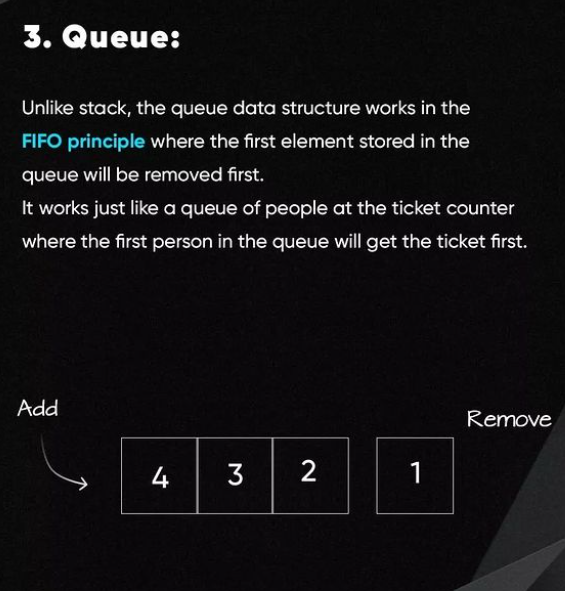 3. Queue:
Unlike stack, the queue data structure works in the
FIFO principle where the first element stored in the
queue will be removed first.
It works just like a queue of people at the ticket counter
where the first person in the queue will get the ticket first.
Add
Remove
4 3 2 1